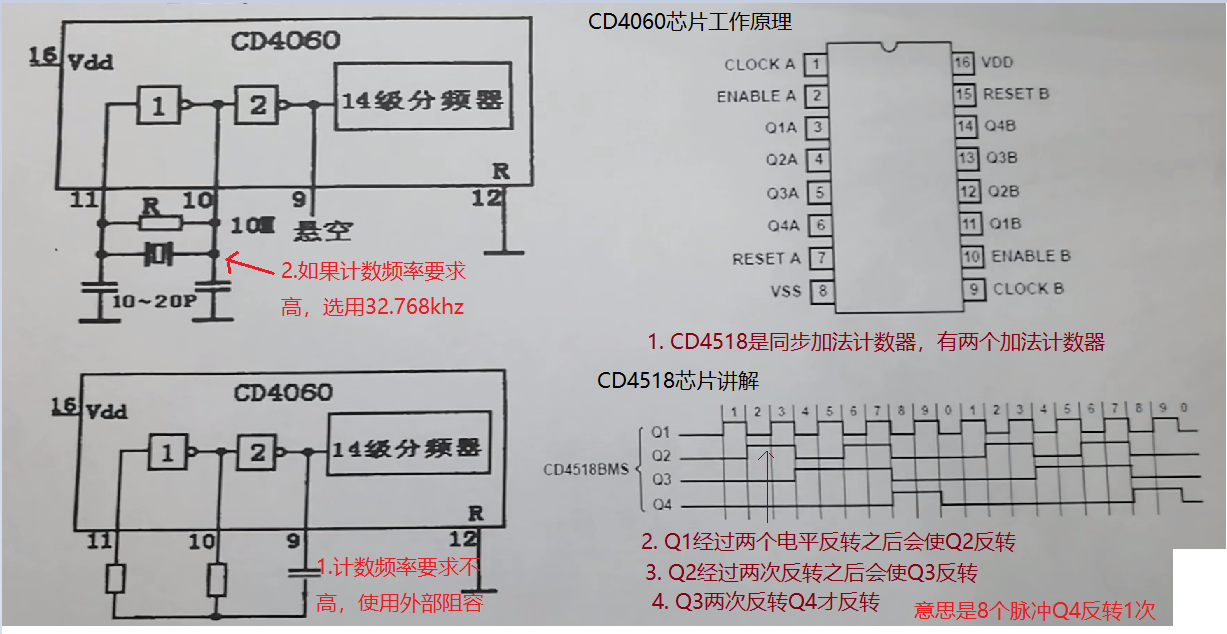 CD4060
16
Vdd
1
2
14级分频器
R
11
10
9
12
R
10M
悬空
10~20P
2.如果计数频率要求
高，选用32.768khz
CD4060
16
Vdd
1
2
14级分频器
R
11
10
9
12
1.计数频率要求不
高，使用外部阻容
CD4060芯片工作原理
CLOCK A 1 16 VDD
ENABLE A 2 15 RESET B
Q1A 3 14 Q4B
Q2A 4 13 Q3B
Q3A 5 12 Q2B
Q4A 6 11 Q1B
RESET A 7 10 ENABLE B
VSS 8 9 CLOCK B
1. CD4518是同步加法计数器，有两个加法计数器
CD4518芯片讲解
1 2 3 4 5 6 7 8 9 0 1 2 3 4 5 6 7 8 9 0
CD4518BMS
Q1
Q2
Q3
Q4
2. Q1经过两个电平反转之后会使Q2反转
3. Q2经过两次反转之后会使Q3反转
4. Q3两次反转Q4才反转
意思是8个脉冲Q4反转1次